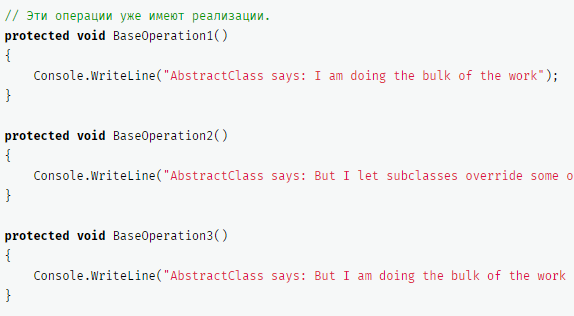 // Эти операции уже имеют реализации.
protected void BaseOperation1()
{
    Console.WriteLine("AbstractClass says: I am doing the bulk of the work");
}

protected void BaseOperation2()
{
    Console.WriteLine("AbstractClass says: But I let subclasses override some o
}

protected void BaseOperation3()
{
    Console.WriteLine("AbstractClass says: But I am doing the bulk of the work
}